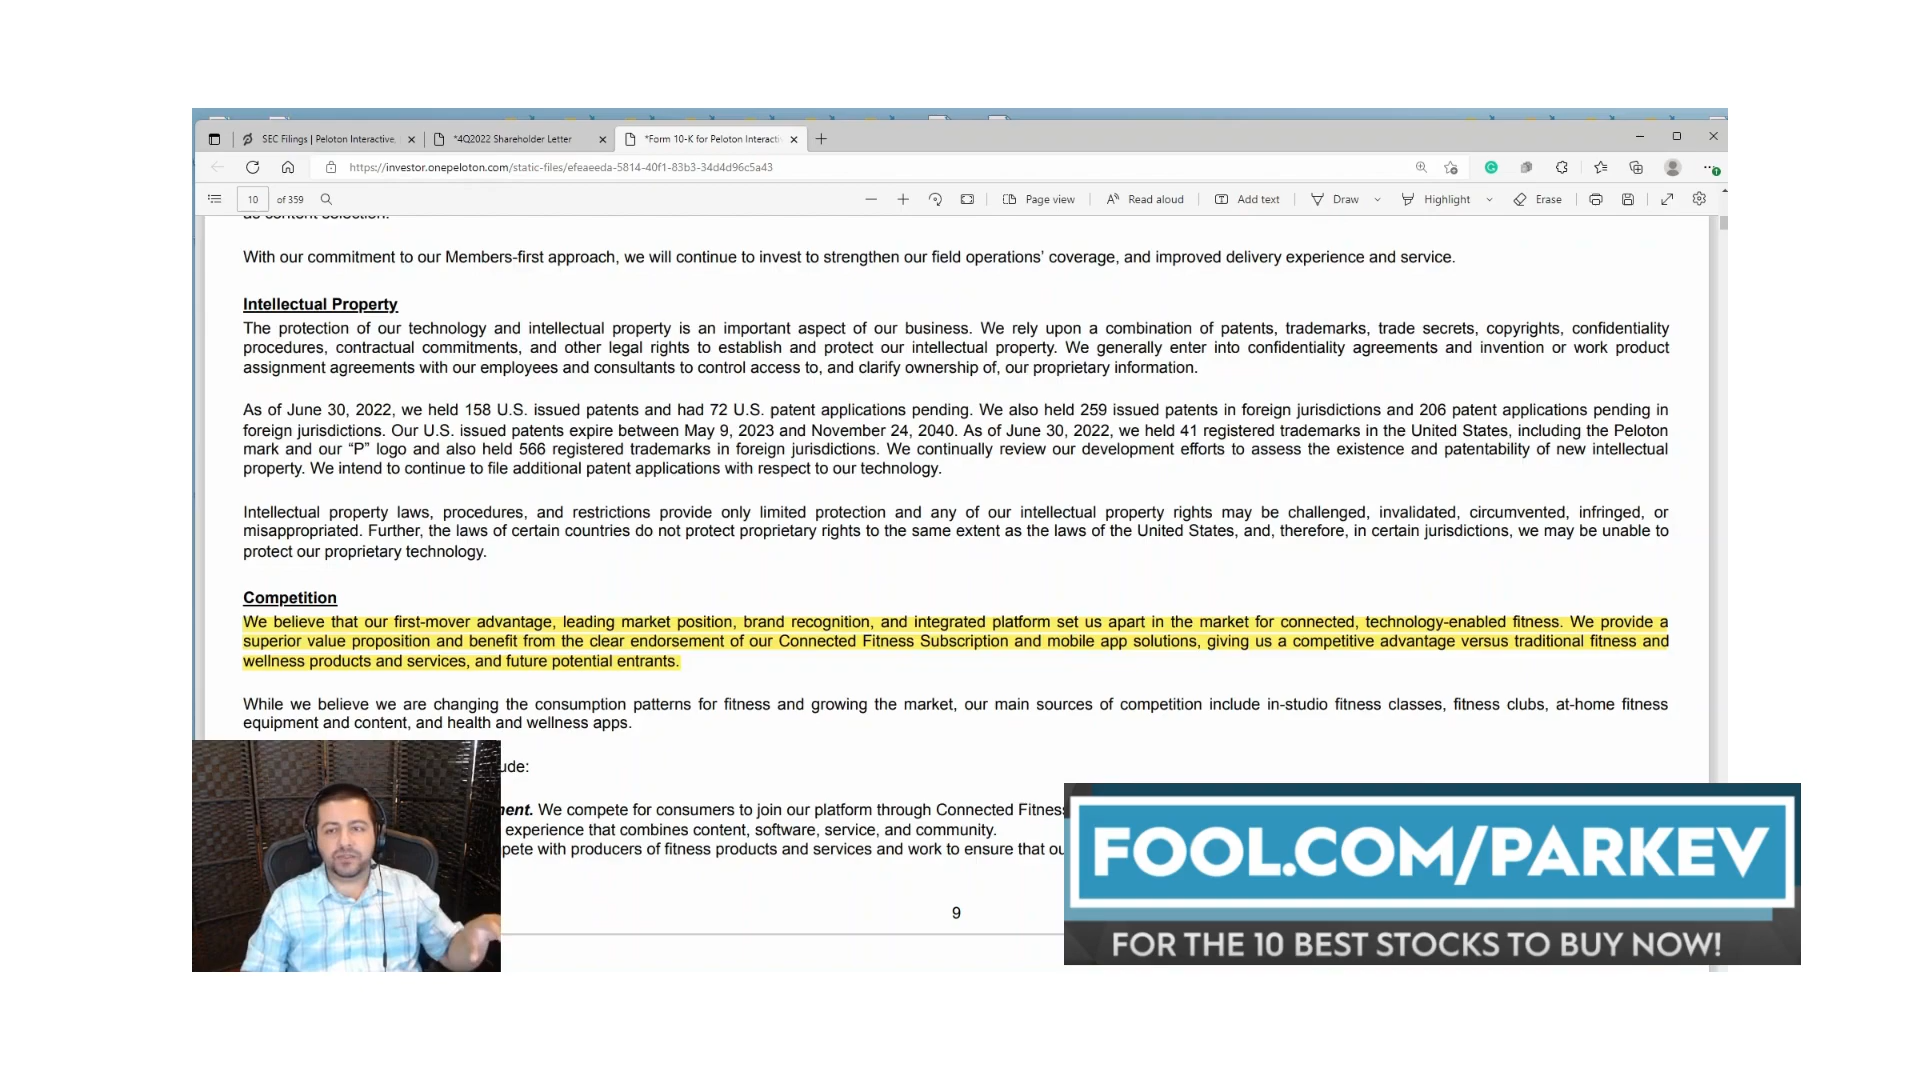 SEC Filings | Peloton Interactive,
*4Q2022 Shareholder Letter
*Form 10-K for Peloton Interacti
https://investor.onepeloton.com/static-files/efeaeeda-5814-40f1-83b3-34d4d96c5a43
10 of 359
Page view
Read aloud
Add text
Draw
Highlight
Erase
as content selection.
With our commitment to our Members-first approach, we will continue to invest to strengthen our field operations’ coverage, and improved delivery experience and service.
Intellectual Property
The protection of our technology and intellectual property is an important aspect of our business. We rely upon a combination of patents, trademarks, trade secrets, copyrights, confidentiality
procedures, contractual commitments, and other legal rights to establish and protect our intellectual property. We generally enter into confidentiality agreements and invention or work product
assignment agreements with our employees and consultants to control access to, and clarify ownership of, our proprietary information.
As of June 30, 2022, we held 158 U.S. issued patents and had 72 U.S. patent applications pending. We also held 259 issued patents in foreign jurisdictions and 206 patent applications pending in
foreign jurisdictions. Our U.S. issued patents expire between May 9, 2023 and November 24, 2040. As of June 30, 2022, we held 41 registered trademarks in the United States, including the Peloton
mark and our “P” logo and also held 566 registered trademarks in foreign jurisdictions. We continually review our development efforts to assess the existence and patentability of new intellectual
property. We intend to continue to file additional patent applications with respect to our technology.
Intellectual property laws, procedures, and restrictions provide only limited protection and any of our intellectual property rights may be challenged, invalidated, circumvented, infringed, or
misappropriated. Further, the laws of certain countries do not protect proprietary rights to the same extent as the laws of the United States, and, therefore, in certain jurisdictions, we may be unable to
protect our proprietary technology.
Competition
We believe that our first-mover advantage, leading market position, brand recognition, and integrated platform set us apart in the market for connected, technology-enabled fitness. We provide a
superior value proposition and benefit from the clear endorsement of our Connected Fitness Subscription and mobile app solutions, giving us a competitive advantage versus traditional fitness and
wellness products and services, and future potential entrants.
While we believe we are changing the consumption patterns for fitness and growing the market, our main sources of competition include in-studio fitness classes, fitness clubs, at-home fitness
equipment and content, and health and wellness apps.
ude:
ment. We compete for consumers to join our platform through Connected Fitness
experience that combines content, software, service, and community.
pete with producers of fitness products and services and work to ensure that ou
9
FOOL.COM/PARKEV
FOR THE 10 BEST STOCKS TO BUY NOW!